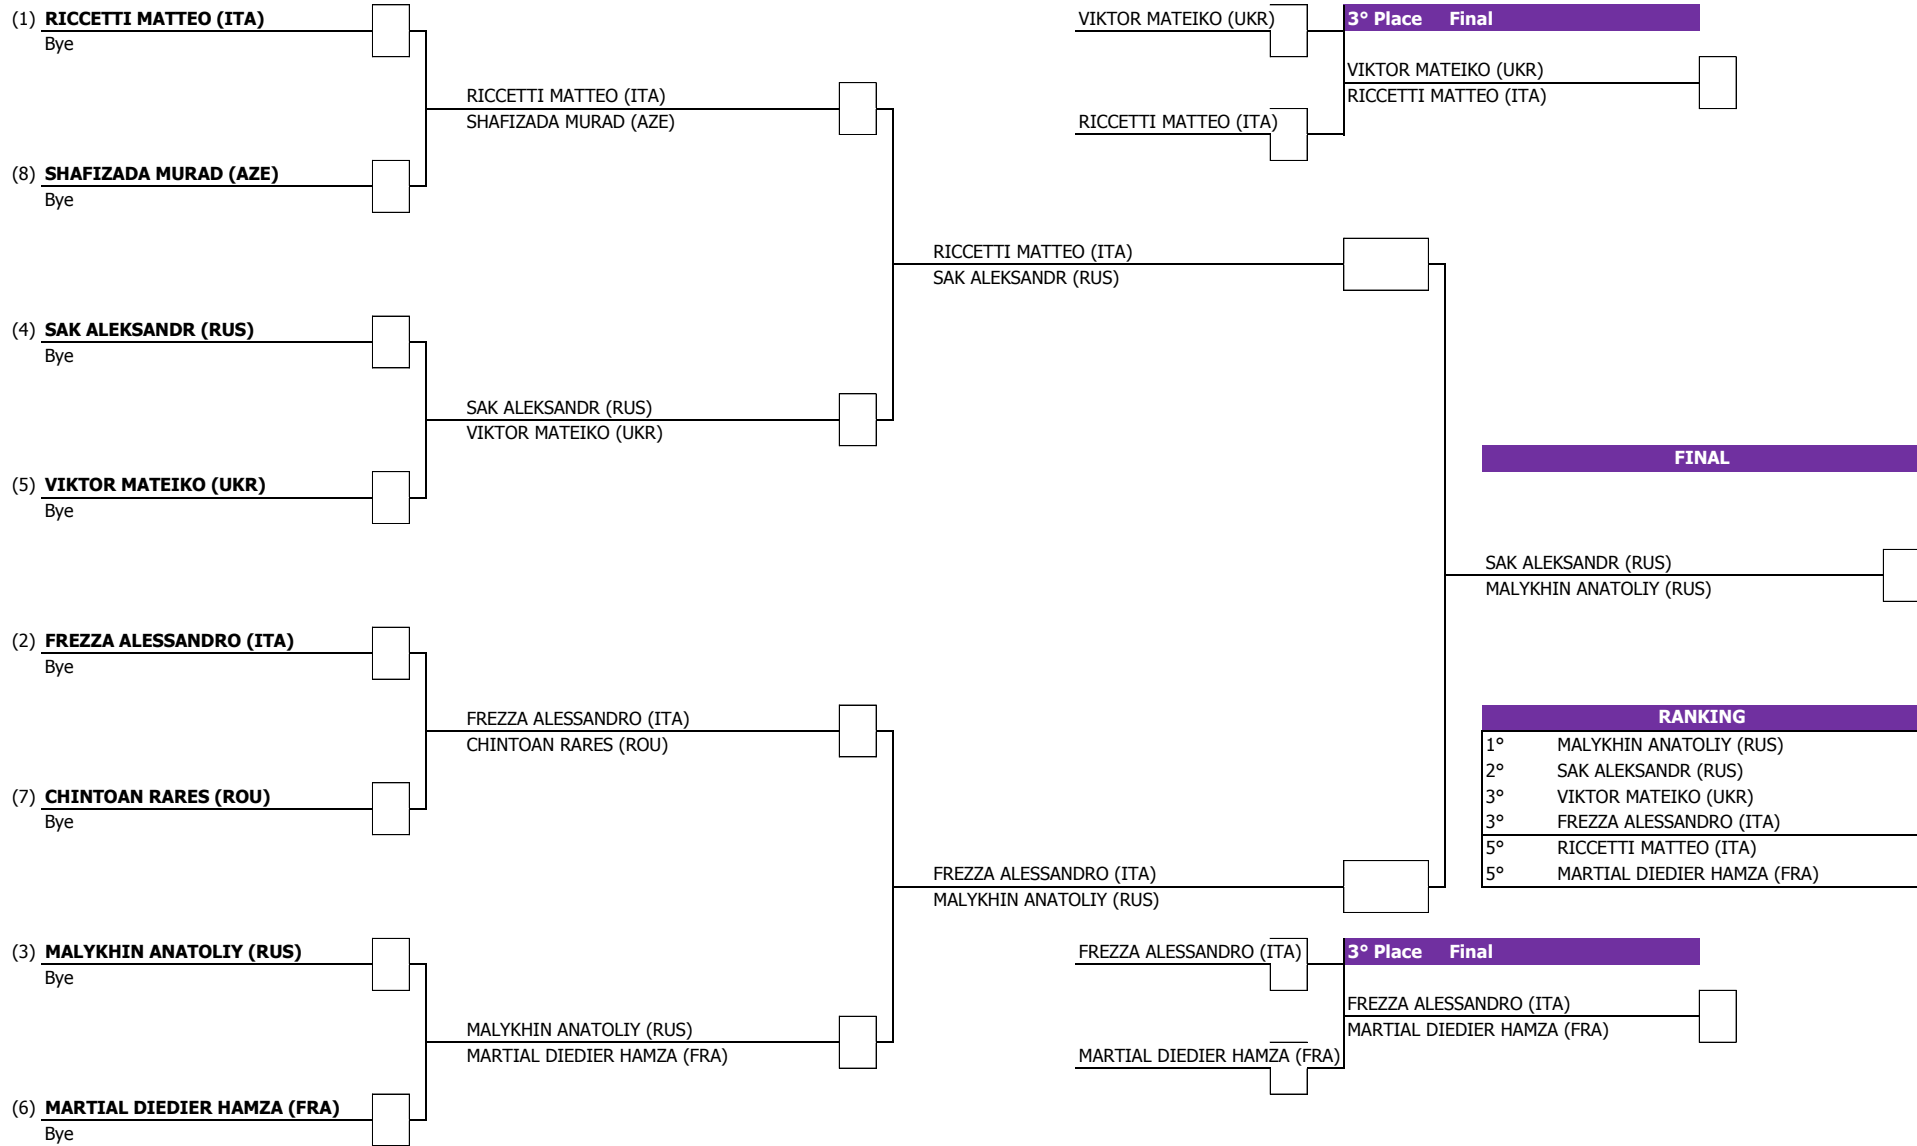 (1) RICCETTI MATTEO (ITA)
Bye
(8) SHAFIZADA MURAD (AZE)
Bye
(4) SAK ALEKSANDR (RUS)
Bye
(5) VIKTOR MATEIKO (UKR)
Bye
(2) FREZZA ALESSANDRO (ITA)
Bye
(7) CHINTOAN RARES (ROU)
Bye
(3) MALYKHIN ANATOLIY (RUS)
Bye
(6) MARTIAL DIEDIER HAMZA (FRA)
Bye
RICCETTI MATTEO (ITA)
SHAFIZADA MURAD (AZE)
SAK ALEKSANDR (RUS)
VIKTOR MATEIKO (UKR)
FREZZA ALESSANDRO (ITA)
CHINTOAN RARES (ROU)
MALYKHIN ANATOLIY (RUS)
MARTIAL DIEDIER HAMZA (FRA)
RICCETTI MATTEO (ITA)
SAK ALEKSANDR (RUS)
FREZZA ALESSANDRO (ITA)
MALYKHIN ANATOLIY (RUS)
VIKTOR MATEIKO (UKR)
RICCETTI MATTEO (ITA)
3° Place Final
VIKTOR MATEIKO (UKR)
RICCETTI MATTEO (ITA)
FINAL
SAK ALEKSANDR (RUS)
MALYKHIN ANATOLIY (RUS)
RANKING
1° MALYKHIN ANATOLIY (RUS)
2° SAK ALEKSANDR (RUS)
3° VIKTOR MATEIKO (UKR)
3° FREZZA ALESSANDRO (ITA)
5° RICCETTI MATTEO (ITA)
5° MARTIAL DIEDIER HAMZA (FRA)
FREZZA ALESSANDRO (ITA)
MARTIAL DIEDIER HAMZA (FRA)
3° Place Final
FREZZA ALESSANDRO (ITA)
MARTIAL DIEDIER HAMZA (FRA)